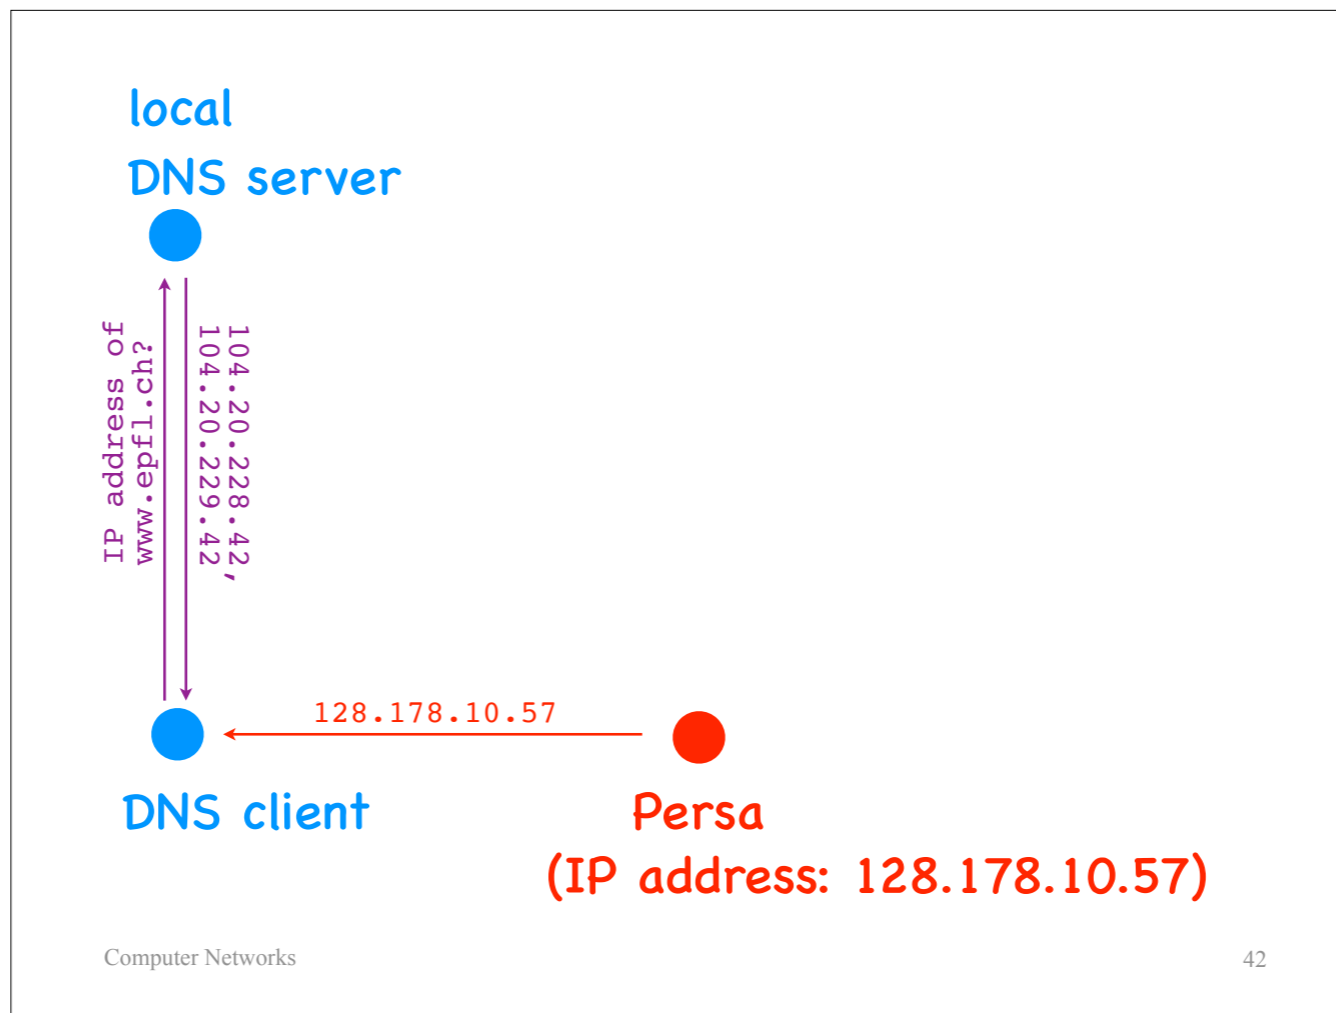 local
DNS server
IP address of
www.epfl.ch?
104.20.228.42,
104.20.229.42
128.178.10.57
DNS client
Persa
(IP address: 128.178.10.57)
Computer Networks
42